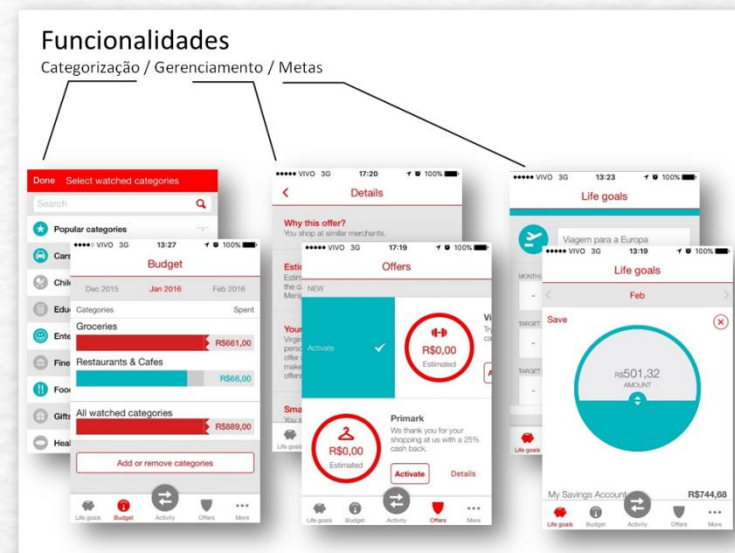 Funcionalidades
Categorização / Gerenciamento / Metas
Done Select watched categories
Search
Popular categories
Cars
Ente
Fine
Food
Gifts
VIVO 3G 13:27 100%
Budget
Dec 2015 Jan 2016 Feb 2016
Categories Spent
Groceries
R$661,00
Restaurants & Cafes
R$66,00
All watched categories
R$889,00
Add or remove categories
Life goals Budget Activity Offers More
VIVO 3G 17:20 100%
Details
Why this offer?
You shop at similar merchants.
VIVO 3G 17:19 100%
Offers
NEW
Activate
R$0,00
Estimated
R$0,00
Estimated
Primark
We thank you for your
shopping at us with a 25%
cash back.
Activate Details
Life goals Budget Activity Offers More
VIVO 3G 13:23 100%
Life goals
Viagem para a Europa
VIVO 3G 13:19 100%
Life goals
Feb
Save
R$501,32
AMOUNT
My Savings Account R$744,68
Life goals Budget Activity Offers More